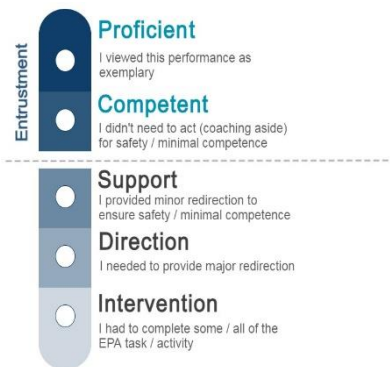 Entrustment
Proficient
I viewed this performance as
exemplary
Competent
I didn't need to act (coaching aside)
for safety / minimal competence
Support
I provided minor redirection to
ensure safety / minimal competence
Direction
I needed to provide major redirection
Intervention
I had to complete some / all of the
EPA task / activity